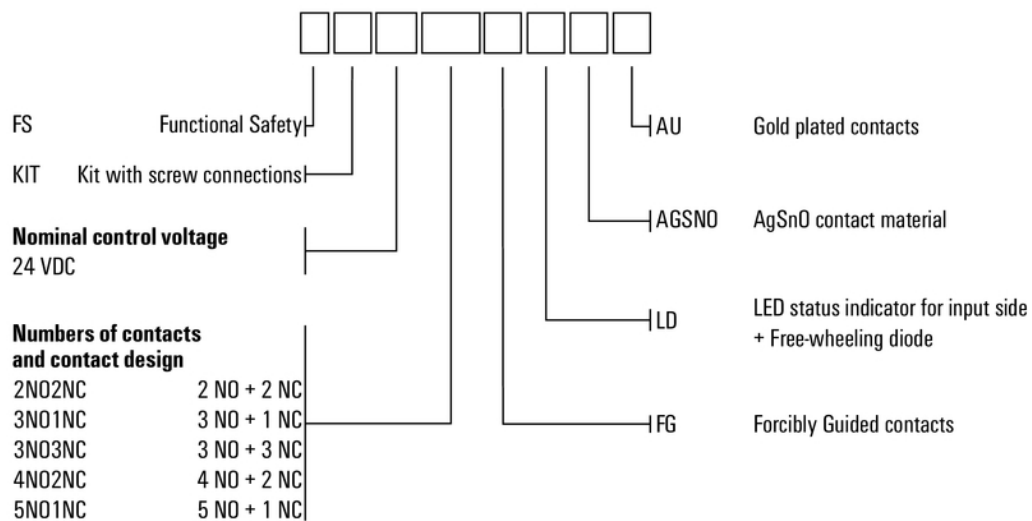 FS Functional Safety
KIT Kit with screw connections
Nominal control voltage
24 VDC
Numbers of contacts
and contact design
2NO2NC 2 NO + 2 NC
3NO1NC 3 NO + 1 NC
3NO3NC 3 NO + 3 NC
4NO2NC 4 NO + 2 NC
5NO1NC 5 NO + 1 NC
AU Gold plated contacts
AGSNO AgSnO contact material
LD LED status indicator for input side
+ Free-wheeling diode
FG Forcibly Guided contacts